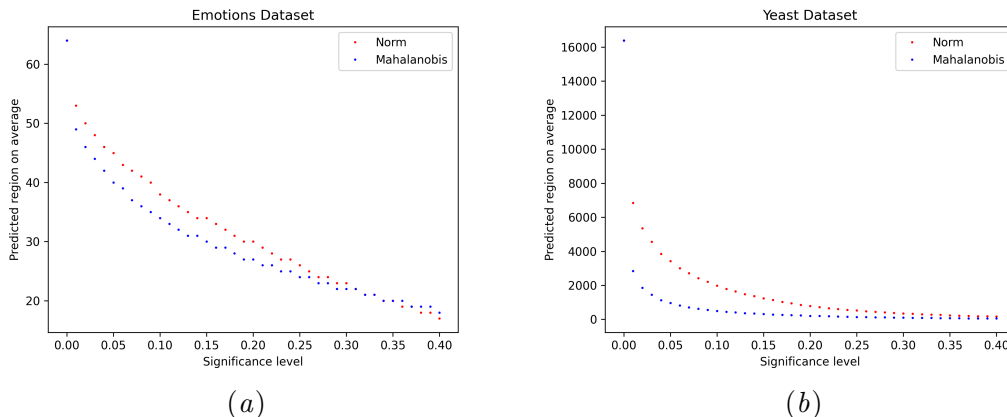 Emotions Dataset
Norm
Mahalanobis
Predicted region on average
60
50
40
30
20
0.00 0.05 0.10 0.15 0.20 0.25 0.30 0.35 0.40
Significance level
(a)
Yeast Dataset
Norm
Mahalanobis
Predicted region on average
16000
14000
12000
10000
8000
6000
4000
2000
0
0.00 0.05 0.10 0.15 0.20 0.25 0.30 0.35 0.40
Significance level
(b)